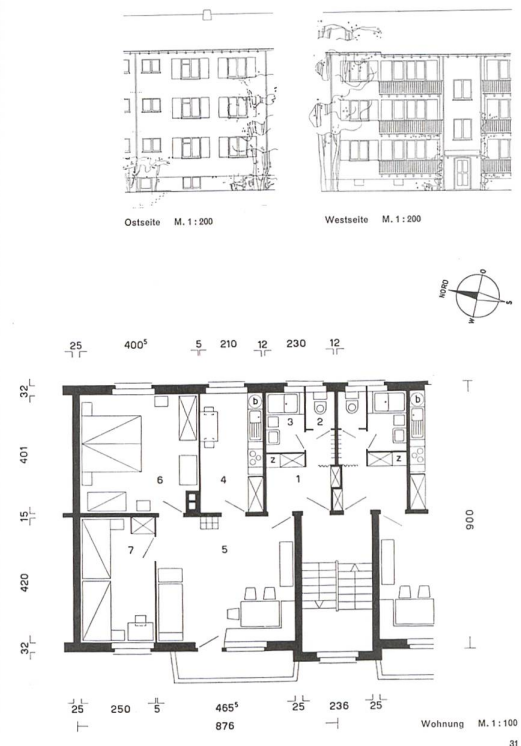 Ostseite M. 1 : 200
Westseite M. 1 : 200
NORD O S W
25 400⁵ 5 210 12 230 12
32 401 15 420 32
b b
3 2
z z
6 4 1
7 5
900
25 250 5 465⁵ 25 236 25
876
Wohnung M. 1 : 100
31